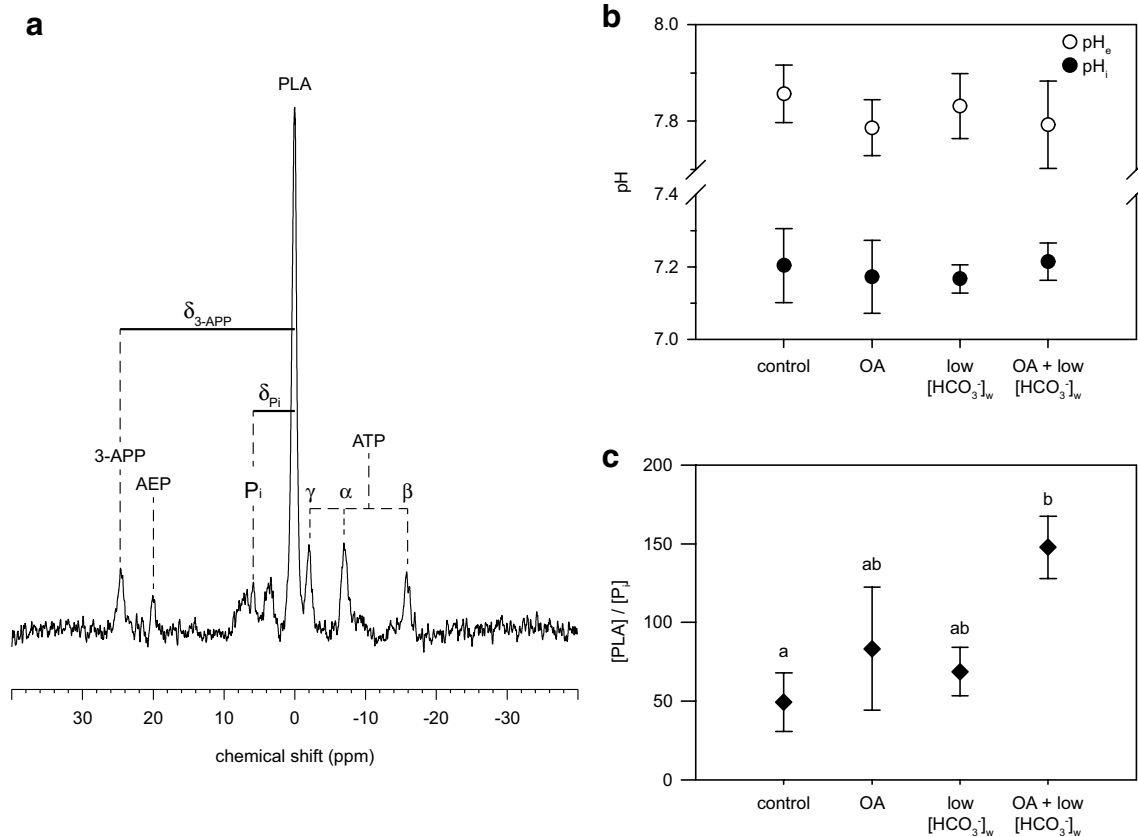 a
PLA
δ3-APP
δPi
ATP
3-APP
AEP
Pi
γ
α
β
30
20
10
0
-10
-20
-30
chemical shift (ppm)
b
8.0
7.8
7.4
7.2
7.0
pH
pHe
pHi
control
OA
low
[HCO3-]w
OA + low
[HCO3-]w
c
200
150
100
50
0
[PLA] / [Pi]
a
ab
ab
b
control
OA
low
[HCO3-]w
OA + low
[HCO3-]w